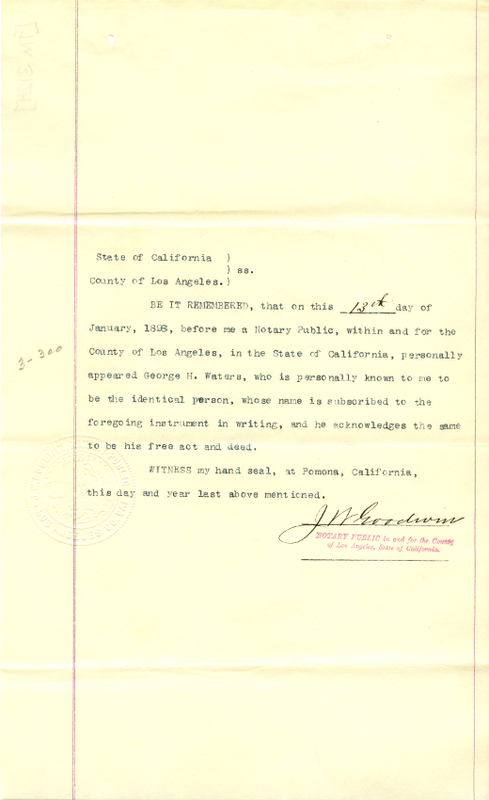 State of California )
) ss.
County of Los Angeles. )
BE IT REMEMBERED, that on this 13th day of
January, 1898, before me a Notary Public, within and for the
County of Los Angeles, in the State of California, personally
appeared George H. Waters, who is personally known to me to
be the identical person, whose name is subscribed to the
foregoing instrument in writing, and he acknowledges the same
to be his free act and deed.
WITNESS my hand seal, at Pomona, California,
this day and year last above mentioned.
J W Goodwin
NOTARY PUBLIC in and for the County
of Los Angeles, State of California.
3-300